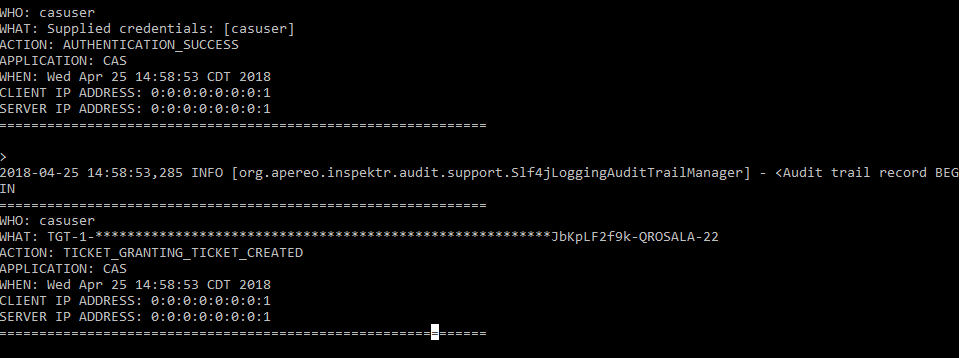 WHO: casuser
WHAT: Supplied credentials: [casuser]
ACTION: AUTHENTICATION_SUCCESS
APPLICATION: CAS
WHEN: Wed Apr 25 14:58:53 CDT 2018
CLIENT IP ADDRESS: 0:0:0:0:0:0:0:1
SERVER IP ADDRESS: 0:0:0:0:0:0:0:1
=============================================================
>
2018-04-25 14:58:53,285 INFO [org.apereo.inspektr.audit.support.Slf4jLoggingAuditTrailManager] - <Audit trail record BEG
IN
=============================================================
WHO: casuser
WHAT: TGT-1-*********************************************************JbKpLF2f9k-QROSALA-22
ACTION: TICKET_GRANTING_TICKET_CREATED
APPLICATION: CAS
WHEN: Wed Apr 25 14:58:53 CDT 2018
CLIENT IP ADDRESS: 0:0:0:0:0:0:0:1
SERVER IP ADDRESS: 0:0:0:0:0:0:0:1
=============================================================